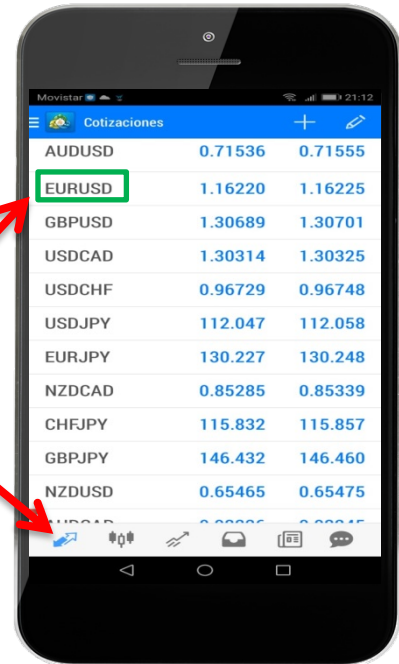 Movistar 21:12
Cotizaciones
AUDUSD 0.71536 0.71555
EURUSD 1.16220 1.16225
GBPUSD 1.30689 1.30701
USDCAD 1.30314 1.30325
USDCHF 0.96729 0.96748
USDJPY 112.047 112.058
EURJPY 130.227 130.248
NZDCAD 0.85285 0.85339
CHFJPY 115.832 115.857
GBPJPY 146.432 146.460
NZDUSD 0.65465 0.65475